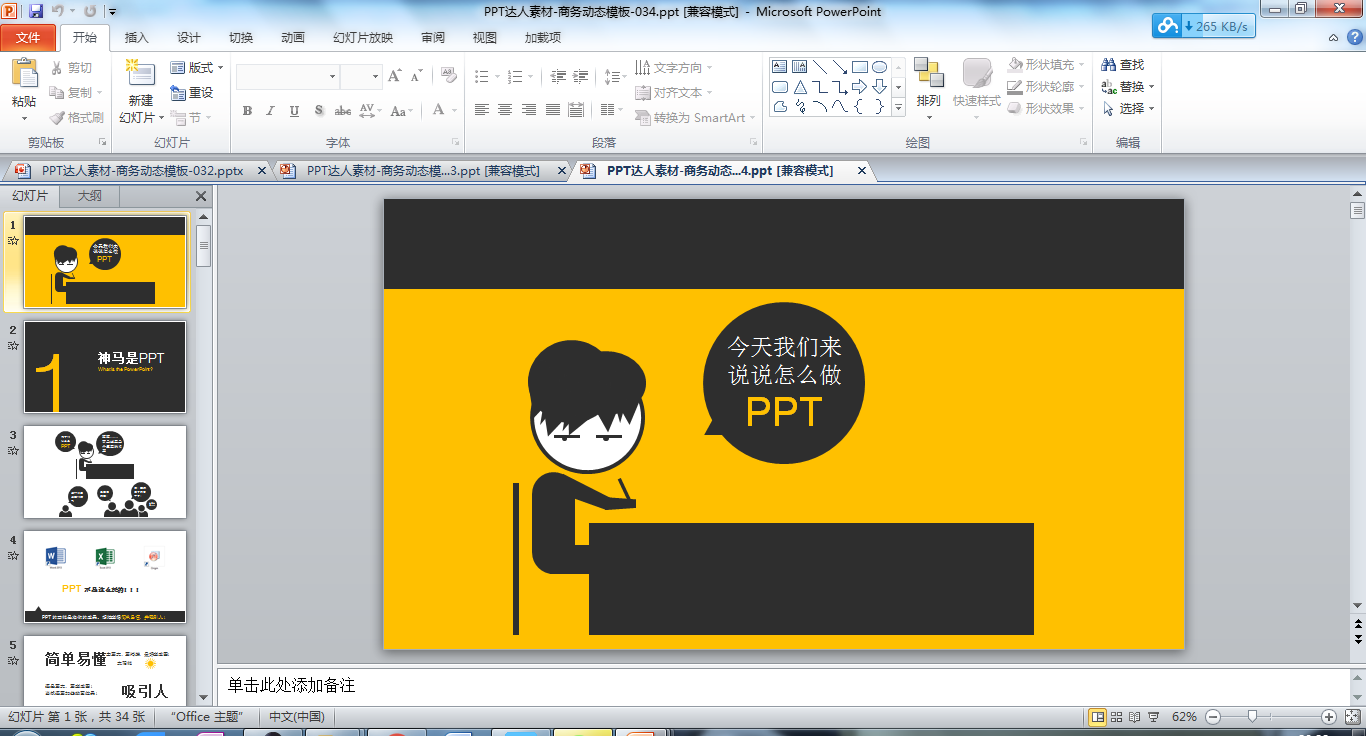 PPT达人素材-商务动态模板-034.ppt [兼容模式] - Microsoft PowerPoint
265 KB/s
文件 开始 插入 设计 切换 动画 幻灯片放映 审阅 视图 加载项
粘贴 剪切 复制 格式刷
剪贴板
新建
幻灯片 版式 重设 节
幻灯片
B I U S abc AV Aa A
字体
文字方向
对齐文本
转换为 SmartArt
段落
排列 快速样式 形状填充 形状轮廓 形状效果
绘图
查找
替换
选择
编辑
PPT达人素材-商务动态模板-032.pptx
PPT达人素材-商务动态模...3.ppt [兼容模式]
PPT达人素材-商务动态...4.ppt [兼容模式]
幻灯片 大纲
1
今天我们来
说说怎么做
PPT
2
1
神马是PPT
What is the PowerPoint?
3
4
PPT
5
简单易懂
吸引人
今天我们来
说说怎么做
PPT
单击此处添加备注
幻灯片 第 1 张，共 34 张 “Office 主题” 中文(中国) 62%